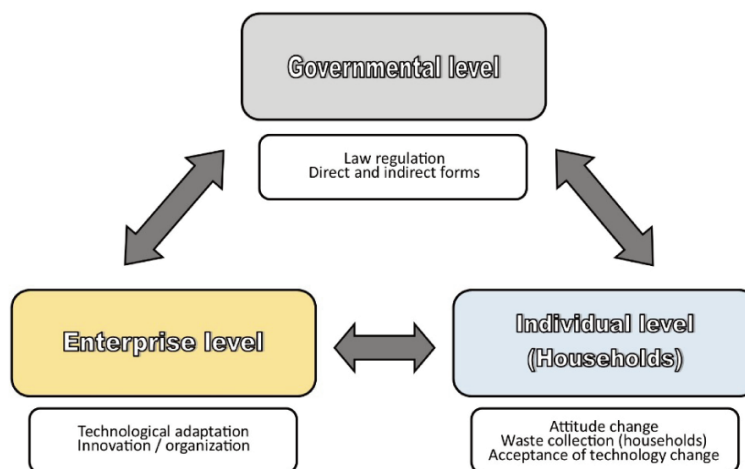 Governmental level
Law regulation
Direct and indirect forms
Enterprise level
Technological adaptation
Innovation / organization
Individual level
(Households)
Attitude change
Waste collection (households)
Acceptance of technology change